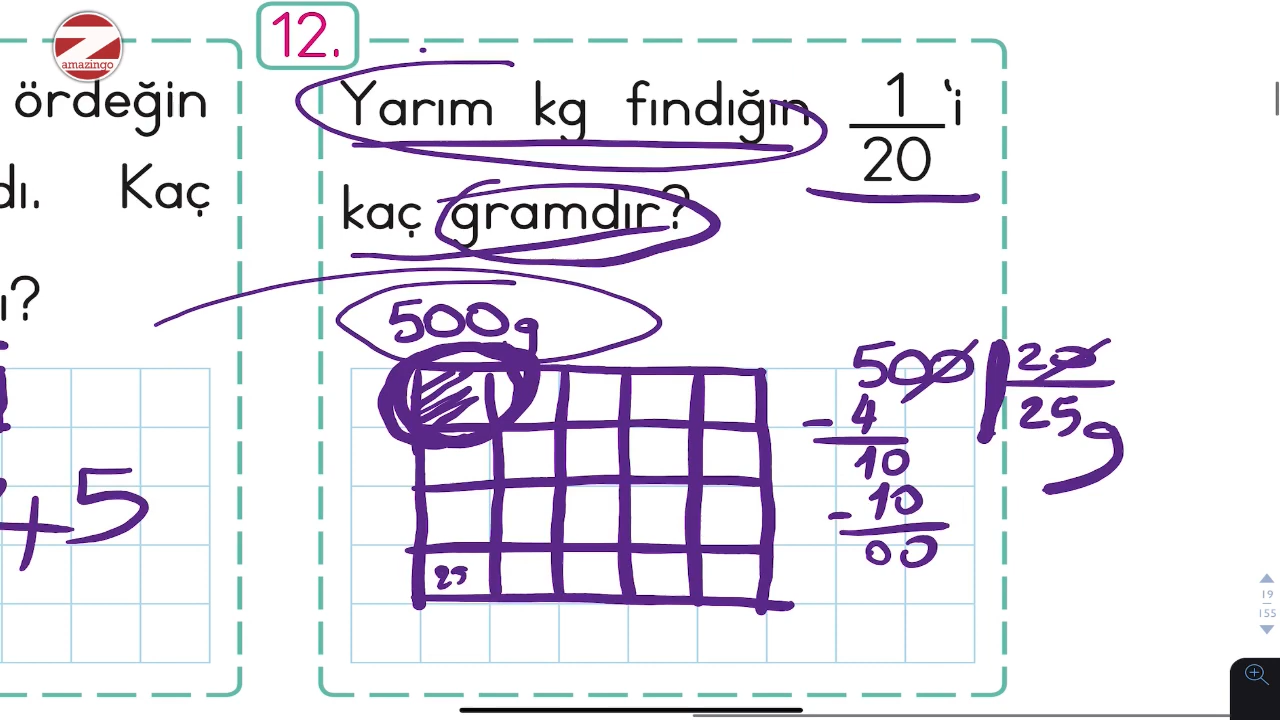 amazingo
12.
ördeğin
dı. Kaç
ı?
+5
Yarım kg fındığın 1/20 'i
kaç gramdır?
500g
25
500 20
- 4 25g
10
- 10
00
19
155